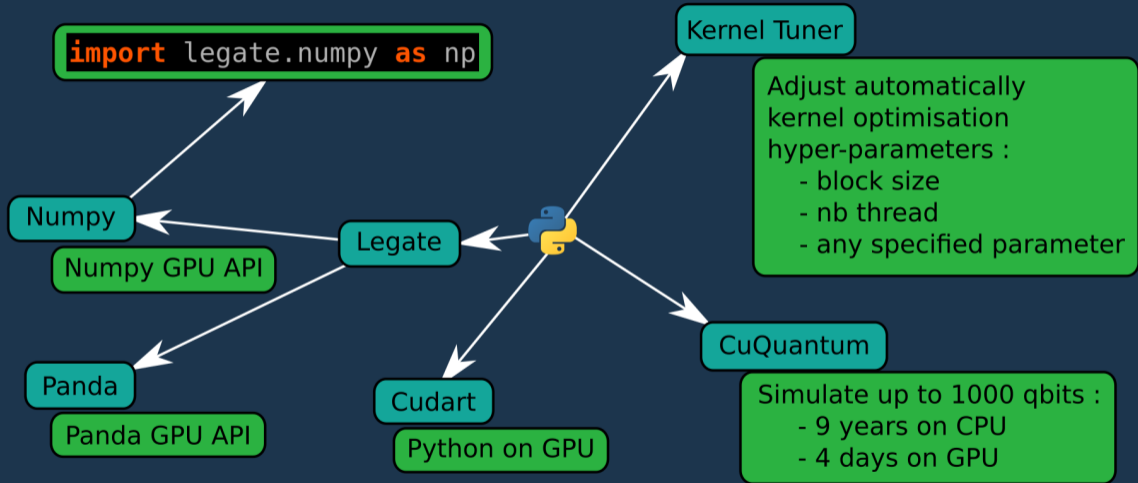 import legate.numpy as np
Kernel Tuner
Adjust automatically
kernel optimisation
hyper-parameters :
- block size
- nb thread
- any specified parameter
Numpy
Numpy GPU API
Legate
Panda
Panda GPU API
Cudart
Python on GPU
CuQuantum
Simulate up to 1000 qbits :
- 9 years on CPU
- 4 days on GPU